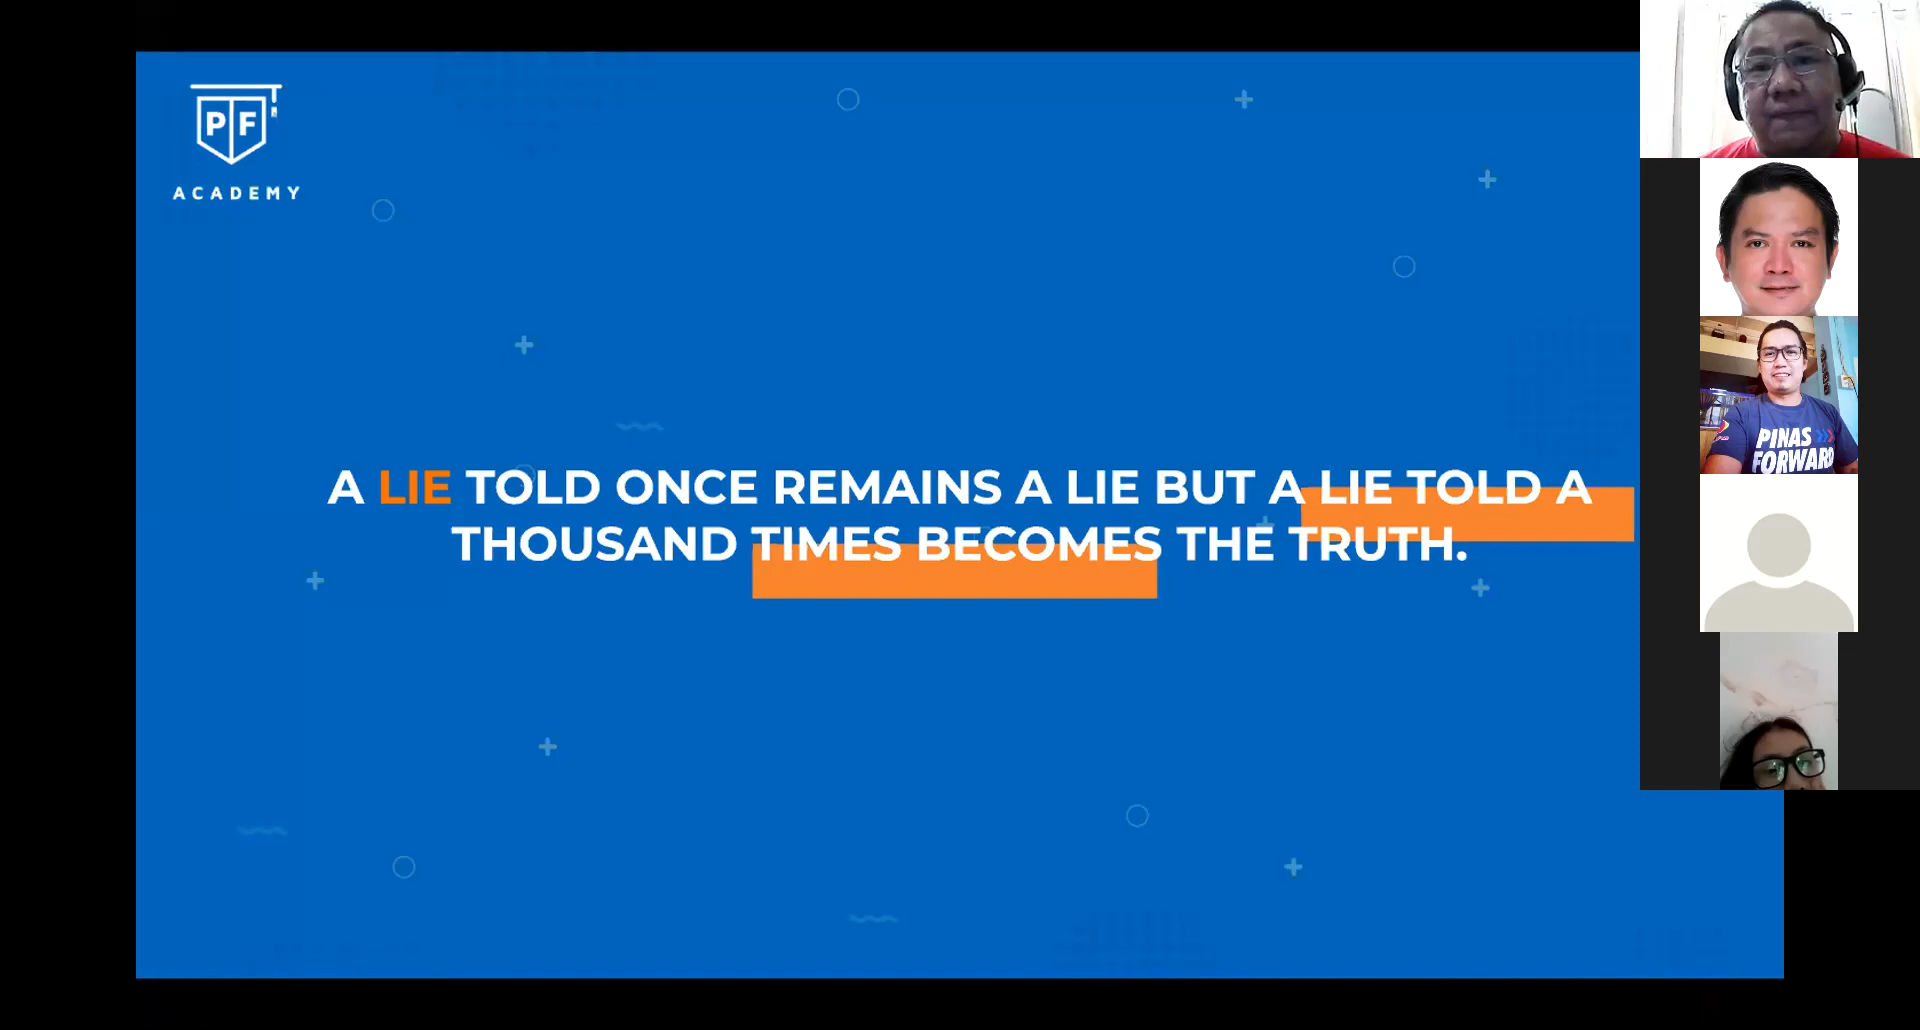 PF
ACADEMY
A LIE TOLD ONCE REMAINS A LIE BUT A LIE TOLD A
THOUSAND TIMES BECOMES THE TRUTH.
PINAS
FORWARD